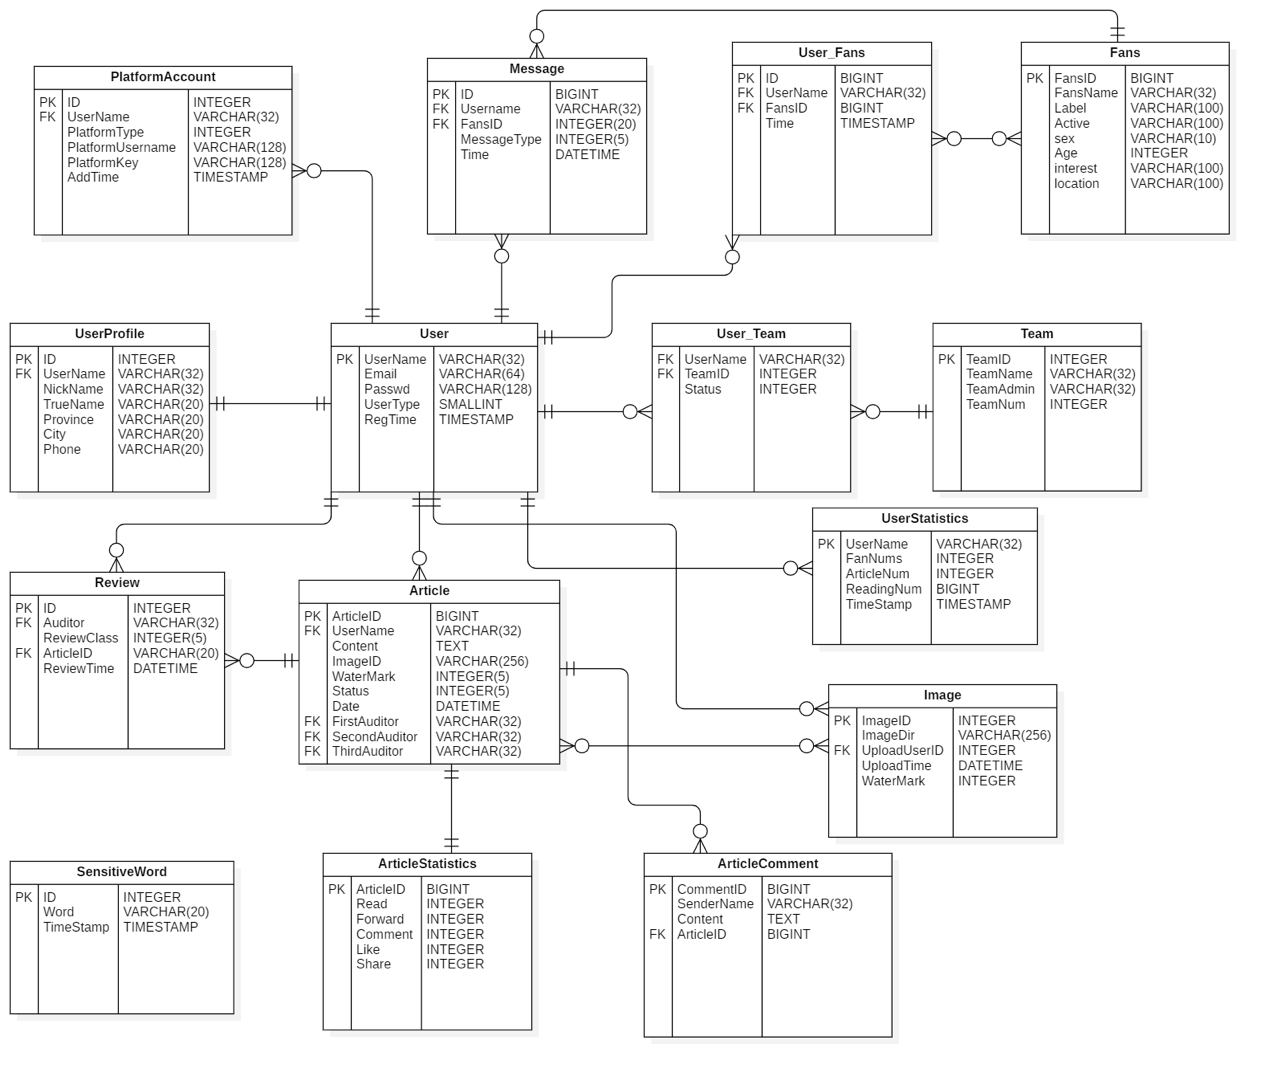 PlatformAccount
PK ID INTEGER
FK UserName VARCHAR(32)
PlatformType INTEGER
PlatformUsername VARCHAR(128)
PlatformKey VARCHAR(128)
AddTime TIMESTAMP
Message
PK ID BIGINT
FK Username VARCHAR(32)
FK FansID INTEGER(20)
MessageType INTEGER(5)
Time DATETIME
User_Fans
PK ID BIGINT
FK UserName VARCHAR(32)
FK FansID BIGINT
Time TIMESTAMP
Fans
PK FansID BIGINT
FansName VARCHAR(32)
Label VARCHAR(100)
Active VARCHAR(100)
sex VARCHAR(10)
Age INTEGER
interest VARCHAR(100)
location VARCHAR(100)
UserProfile
PK ID INTEGER
FK UserName VARCHAR(32)
NickName VARCHAR(32)
TrueName VARCHAR(20)
Province VARCHAR(20)
City VARCHAR(20)
Phone VARCHAR(20)
User
PK UserName VARCHAR(32)
Email VARCHAR(64)
Passwd VARCHAR(128)
UserType SMALLINT
RegTime TIMESTAMP
User_Team
FK UserName VARCHAR(32)
FK TeamID INTEGER
Status INTEGER
Team
PK TeamID INTEGER
TeamName VARCHAR(32)
TeamAdmin VARCHAR(32)
TeamNum INTEGER
UserStatistics
PK UserName VARCHAR(32)
FanNums INTEGER
ArticleNum INTEGER
ReadingNum BIGINT
TimeStamp TIMESTAMP
Review
PK ID INTEGER
FK Auditor VARCHAR(32)
ReviewClass INTEGER(5)
FK ArticleID VARCHAR(20)
ReviewTime DATETIME
Article
PK ArticleID BIGINT
FK UserName VARCHAR(32)
Content TEXT
ImageID VARCHAR(256)
WaterMark INTEGER(5)
Status INTEGER(5)
Date DATETIME
FK FirstAuditor VARCHAR(32)
FK SecondAuditor VARCHAR(32)
FK ThirdAuditor VARCHAR(32)
Image
PK ImageID INTEGER
ImageDir VARCHAR(256)
FK UploadUserID INTEGER
UploadTime DATETIME
WaterMark INTEGER
SensitiveWord
PK ID INTEGER
Word VARCHAR(20)
TimeStamp TIMESTAMP
ArticleStatistics
PK ArticleID BIGINT
Read INTEGER
Forward INTEGER
Comment INTEGER
Like INTEGER
Share INTEGER
ArticleComment
PK CommentID BIGINT
SenderName VARCHAR(32)
Content TEXT
FK ArticleID BIGINT